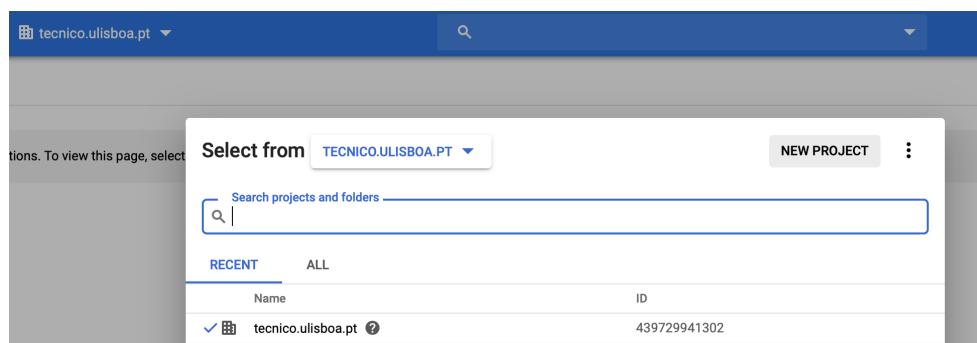 tecnico.ulisboa.pt
tions. To view this page, select
Select from TECNICO.ULISBOA.PT NEW PROJECT
Search projects and folders
RECENT ALL
Name ID
tecnico.ulisboa.pt 439729941302